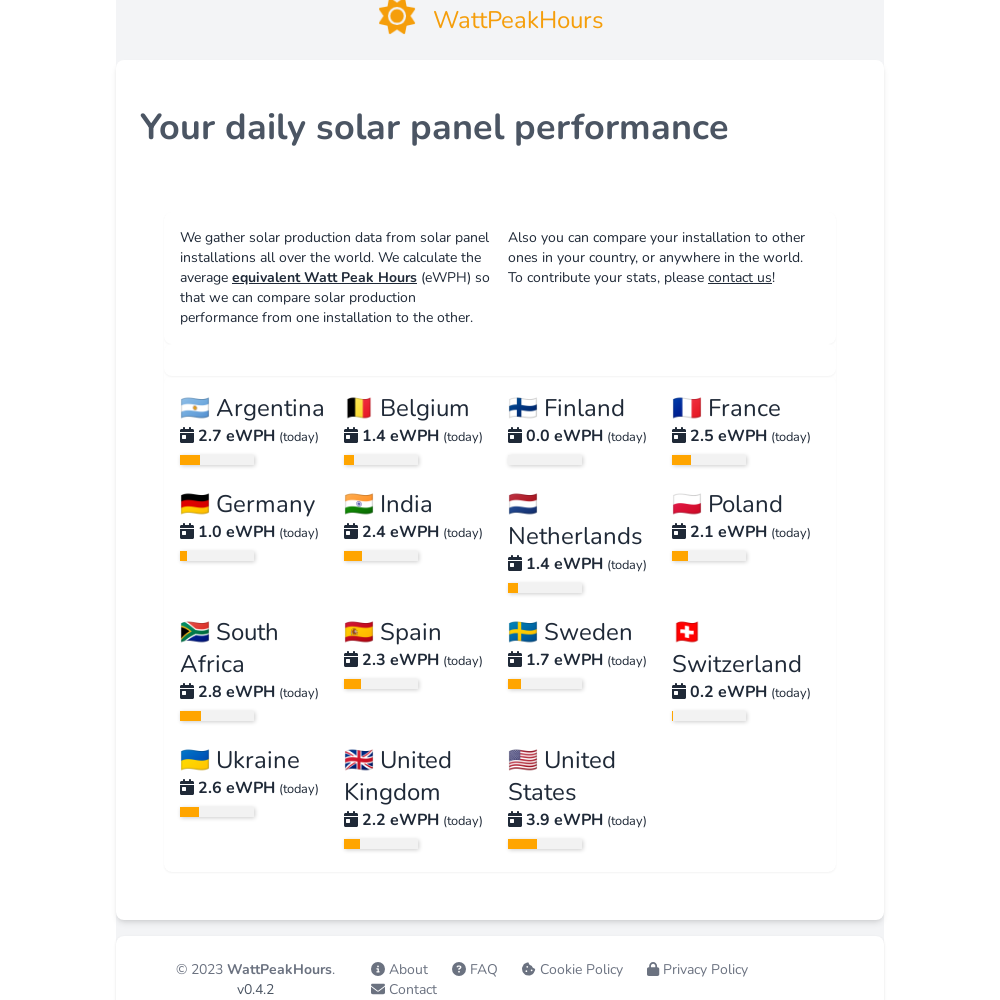 WattPeakHours
Your daily solar panel performance
We gather solar production data from solar panel
installations all over the world. We calculate the
average equivalent Watt Peak Hours (eWPH) so
that we can compare solar production
performance from one installation to the other.
Also you can compare your installation to other
ones in your country, or anywhere in the world.
To contribute your stats, please contact us!
Argentina
2.7 eWPH (today)
Belgium
1.4 eWPH (today)
Finland
0.0 eWPH (today)
France
2.5 eWPH (today)
Germany
1.0 eWPH (today)
India
2.4 eWPH (today)
Netherlands
1.4 eWPH (today)
Poland
2.1 eWPH (today)
South
Africa
2.8 eWPH (today)
Spain
2.3 eWPH (today)
Sweden
1.7 eWPH (today)
Switzerland
0.2 eWPH (today)
Ukraine
2.6 eWPH (today)
United
Kingdom
2.2 eWPH (today)
United
States
3.9 eWPH (today)
© 2023 WattPeakHours.
v0.4.2
About FAQ Cookie Policy Privacy Policy
Contact